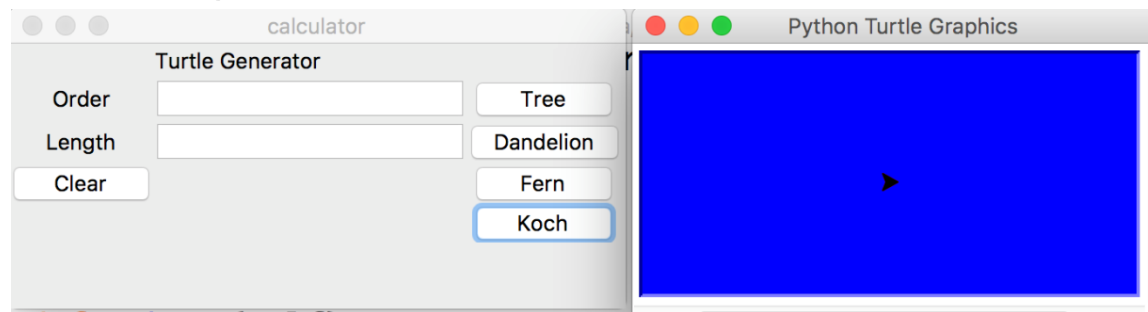 calculator
Turtle Generator
Order
Tree
Length
Dandelion
Clear
Fern
Koch
Python Turtle Graphics